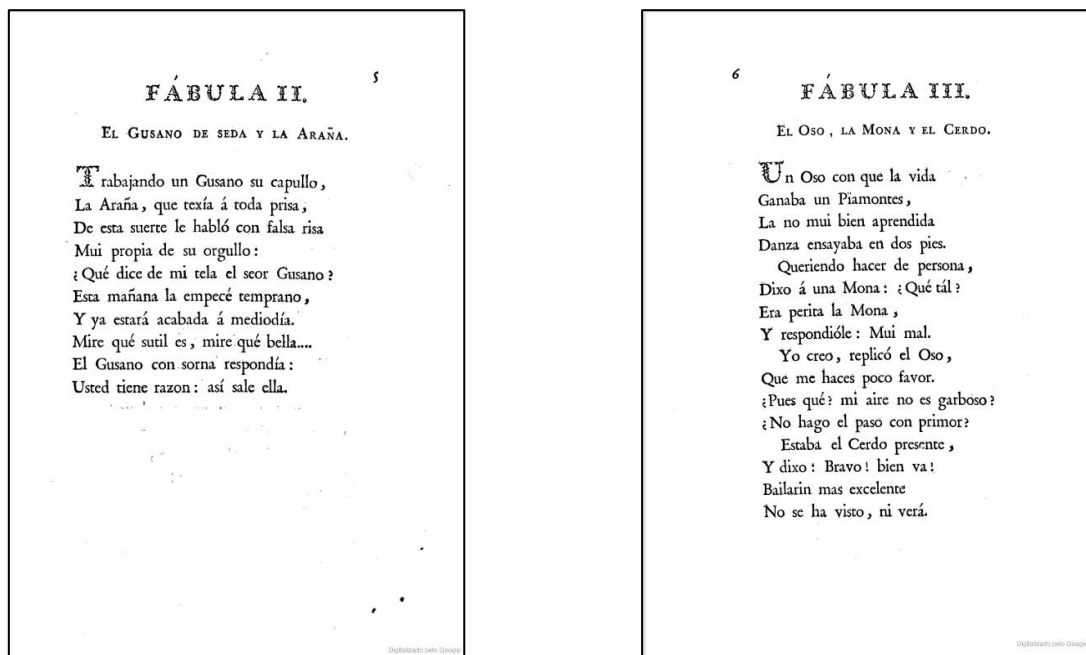 5
FÁBULA II.
EL GUSANO DE SEDA Y LA ARAÑA.
Trabajando un Gusano su capullo,
La Araña, que texía á toda prisa,
De esta suerte le habló con falsa risa
Mui propia de su orgullo:
¿Qué dice de mi tela el seor Gusano?
Esta mañana la empecé temprano,
Y ya estará acabada á mediodía.
Mire qué sutil es, mire qué bella....
El Gusano con sorna respondía:
Usted tiene razon: así sale ella.
Digitalizado pelo Google
6
FÁBULA III.
EL OSO, LA MONA Y EL CERDO.
Un Oso con que la vida
Ganaba un Piamontes,
La no mui bien aprendida
Danza ensayaba en dos pies.
Queriendo hacer de persona,
Dixo á una Mona: ¿Qué tál?
Era perita la Mona,
Y respondióle: Mui mal.
Yo creo, replicó el Oso,
Que me haces poco favor.
¿Pues qué? mi aire no es garboso?
¿No hago el paso con primor?
Estaba el Cerdo presente,
Y dixo: Bravo! bien va!
Bailarin mas excelente
No se ha visto, ni verá.
Digitalizado pelo Google